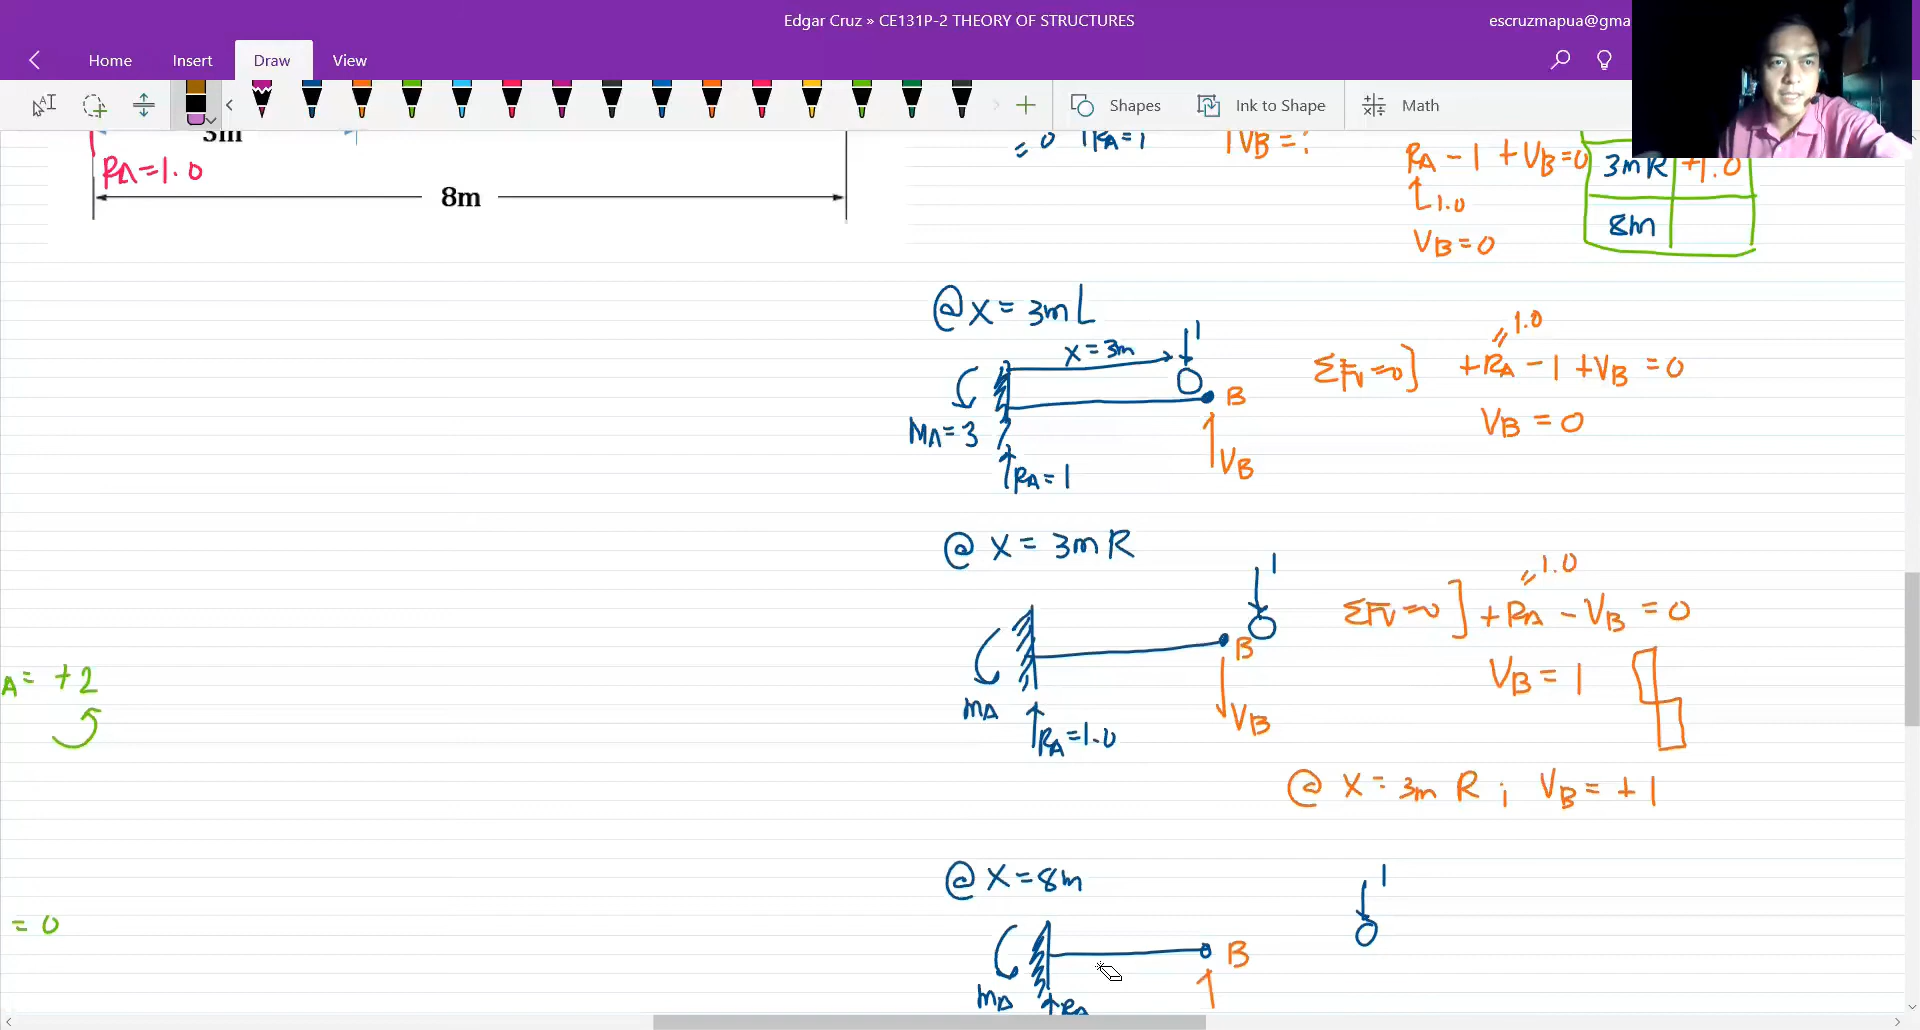 Edgar Cruz » CE131P-2 THEORY OF STRUCTURES
escruzmapua@gma
Home
Insert
Draw
View
Shapes
Ink to Shape
Math
3m
RA=1.0
8m
= 0
RA=1
VB=?
RA - 1 + VB=0
1.0
VB=0
3mR +1.0
8m
@ X = 3m L
X = 3m
1
B
MA=3
RA=1
VB
ΣFV=0] +RA - 1 + VB = 0
1.0
VB = 0
@ X = 3m R
1
B
MA
RA=1.0
VB
ΣFV=0] +RA - VB = 0
1.0
VB = 1
@ X = 3m R ; VB = +1
A= +2
= 0
@ X=8m
1
B
MA
RA